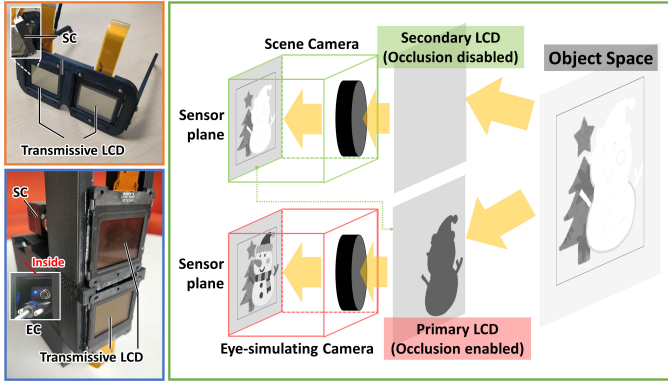 SC
Transmissive LCD
SC
Inside
EC
Transmissive LCD
Scene Camera
Secondary LCD
(Occlusion disabled)
Object Space
Sensor
plane
Sensor
plane
Eye-simulating Camera
Primary LCD
(Occlusion enabled)